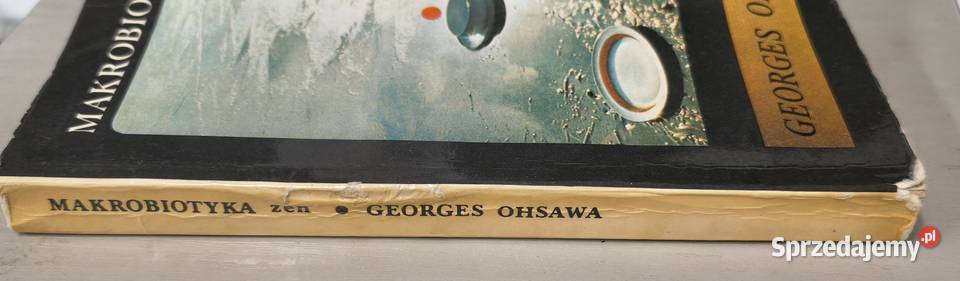 MAKROBIO
GEORGES O
MAKROBIOTYKA zen • GEORGES OHSAWA
Sprzedajemy.pl